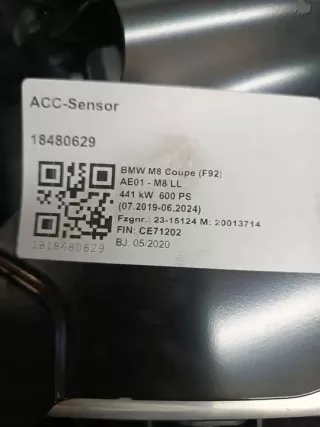 ACC-Sensor
18480629
BMW M8 Coupe (F92)
AE01 - M8 LL
441 kW 600 PS
(07.2019-06.2024)
Fzgnr.: 23-15124 M: 20013714
FIN: CE71202
BJ. 05/2020
1818480629